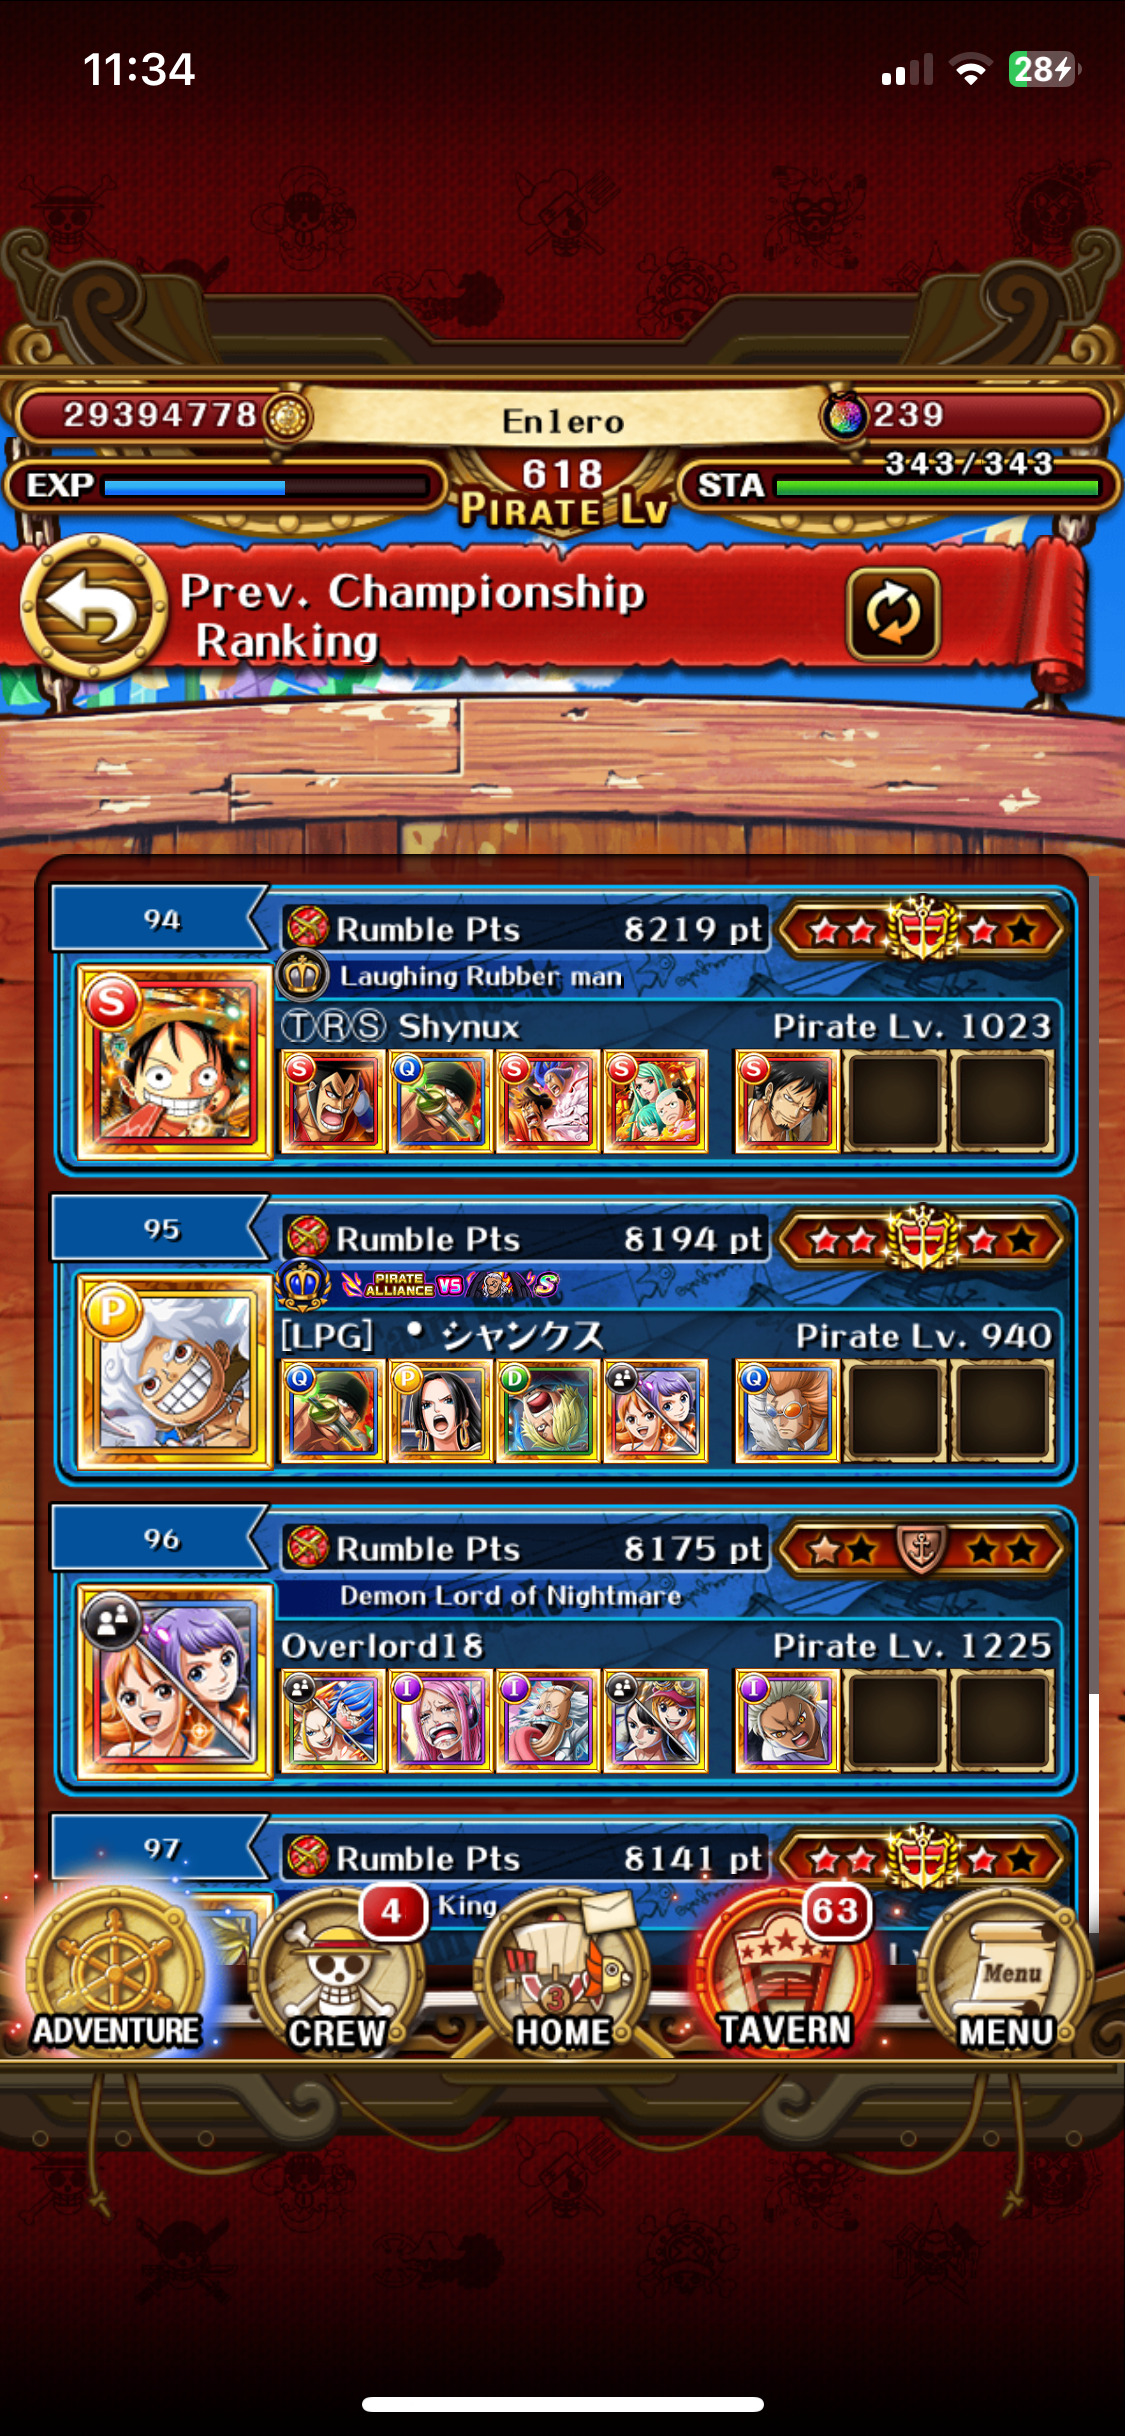 11:34
28
29394778
En1ero
239
EXP
618
PIRATE Lv
STA
343/343
Prev. Championship
Ranking
94
Rumble Pts
8219 pt
Laughing Rubber man
S
ⓉⓇⓈ Shynux
Pirate Lv. 1023
S
Q
S
S
S
95
Rumble Pts
8194 pt
PIRATE
ALLIANCE
VS
S
P
[LPG] • シャンクス
Pirate Lv. 940
Q
P
D
Q
96
Rumble Pts
8175 pt
Demon Lord of Nightmare
Overlord18
Pirate Lv. 1225
I
I
I
97
Rumble Pts
8141 pt
King
4
63
3
Menu
ADVENTURE
CREW
HOME
TAVERN
MENU